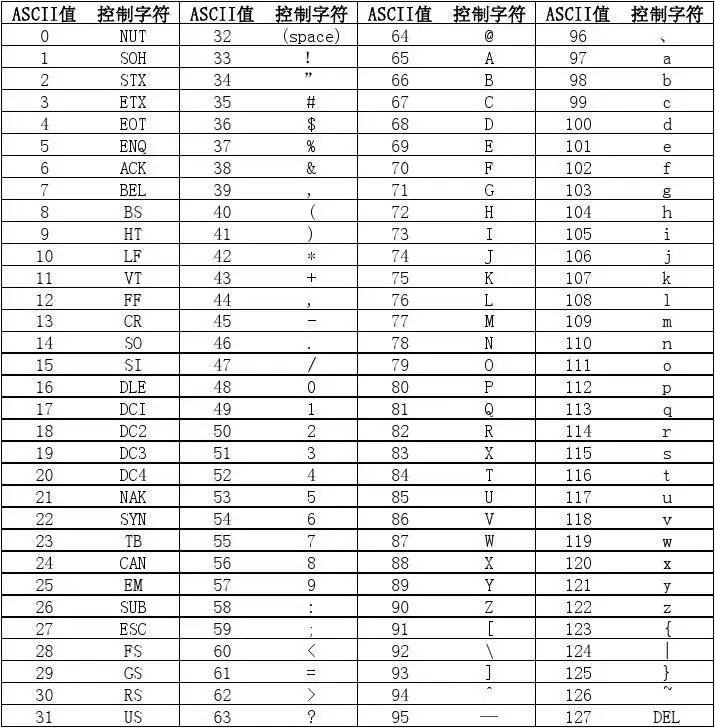 ASCII值 控制字符 ASCII值 控制字符 ASCII值 控制字符 ASCII值 控制字符
0 NUT 32 (space) 64 @ 96 、
1 SOH 33 ! 65 A 97 a
2 STX 34 ” 66 B 98 b
3 ETX 35 # 67 C 99 c
4 EOT 36 $ 68 D 100 d
5 ENQ 37 % 69 E 101 e
6 ACK 38 & 70 F 102 f
7 BEL 39 , 71 G 103 g
8 BS 40 ( 72 H 104 h
9 HT 41 ) 73 I 105 i
10 LF 42 * 74 J 106 j
11 VT 43 + 75 K 107 k
12 FF 44 , 76 L 108 l
13 CR 45 - 77 M 109 m
14 SO 46 . 78 N 110 n
15 SI 47 / 79 O 111 o
16 DLE 48 0 80 P 112 p
17 DCI 49 1 81 Q 113 q
18 DC2 50 2 82 R 114 r
19 DC3 51 3 83 X 115 s
20 DC4 52 4 84 T 116 t
21 NAK 53 5 85 U 117 u
22 SYN 54 6 86 V 118 v
23 TB 55 7 87 W 119 w
24 CAN 56 8 88 X 120 x
25 EM 57 9 89 Y 121 y
26 SUB 58 : 90 Z 122 z
27 ESC 59 ; 91 [ 123 {
28 FS 60 < 92 \ 124 |
29 GS 61 = 93 ] 125 }
30 RS 62 > 94 ^ 126 ~
31 US 63 ? 95 — 127 DEL